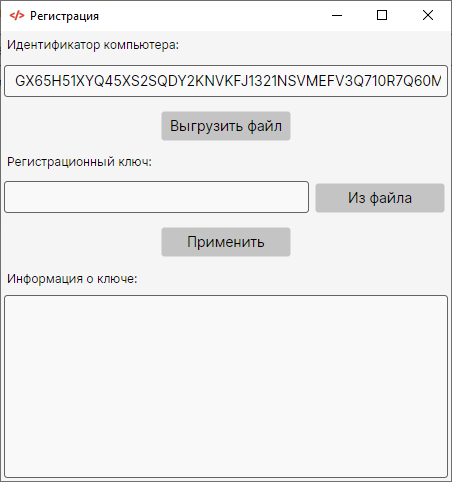 Регистрация
Идентификатор компьютера:
GX65H51XYQ45XS2SQDY2KNVKFJ1321NSVMEFV3Q710R7Q60M
Выгрузить файл
Регистрационный ключ:
Из файла
Применить
Информация о ключе: